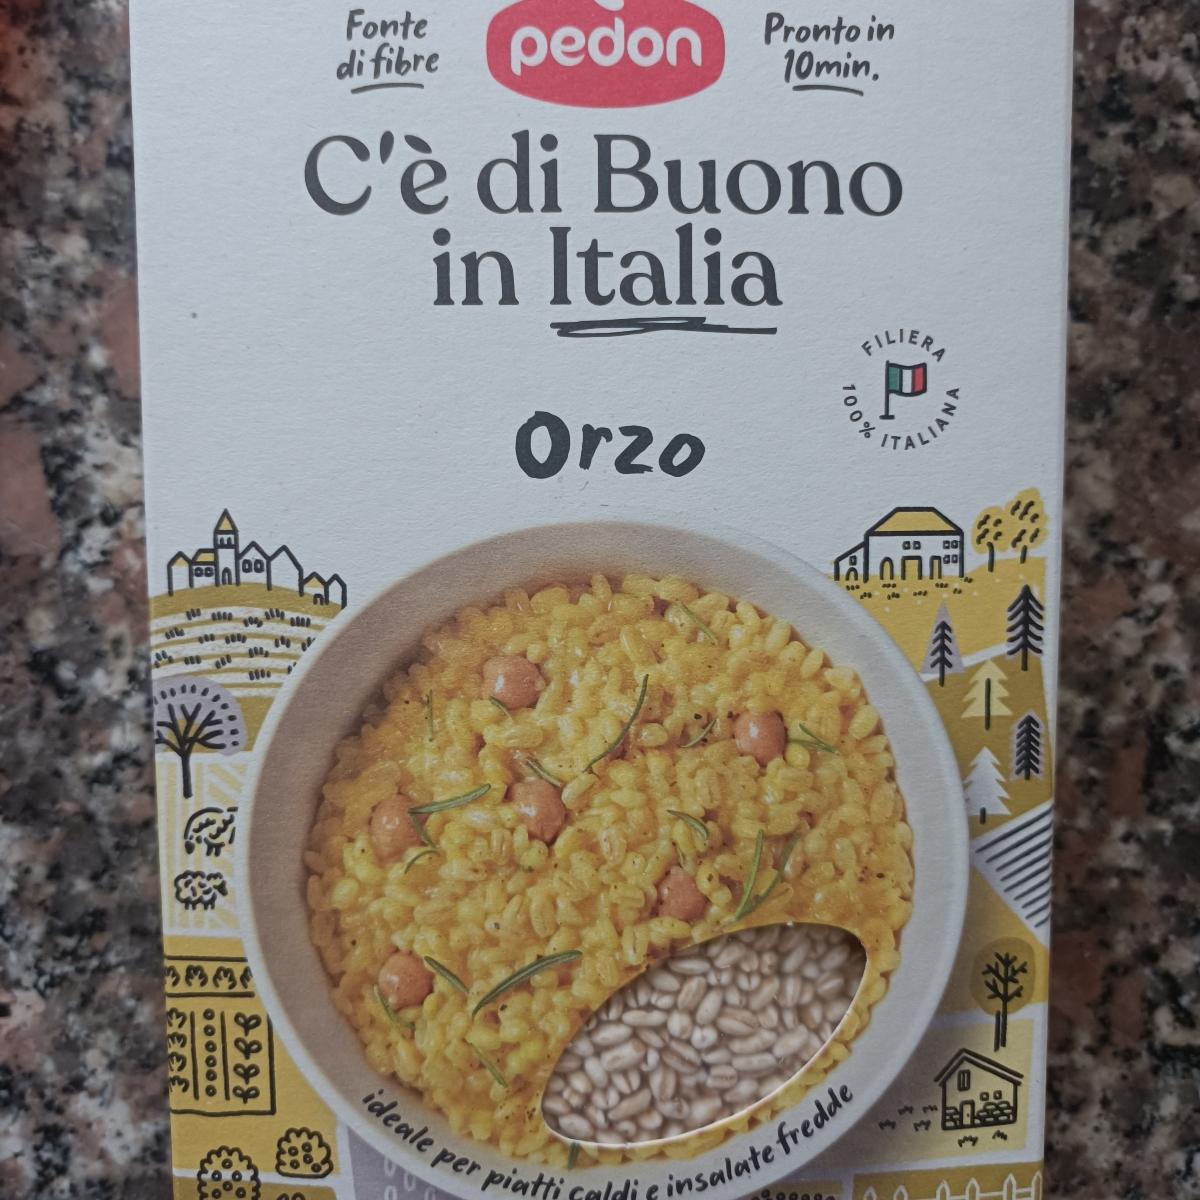 Fonte
di fibre
pedon
Pronto in
10min.
C'è di Buono
in Italia
FILIERA
100% ITALIANA
Orzo
ideale per piatti caldi e insalate fredde